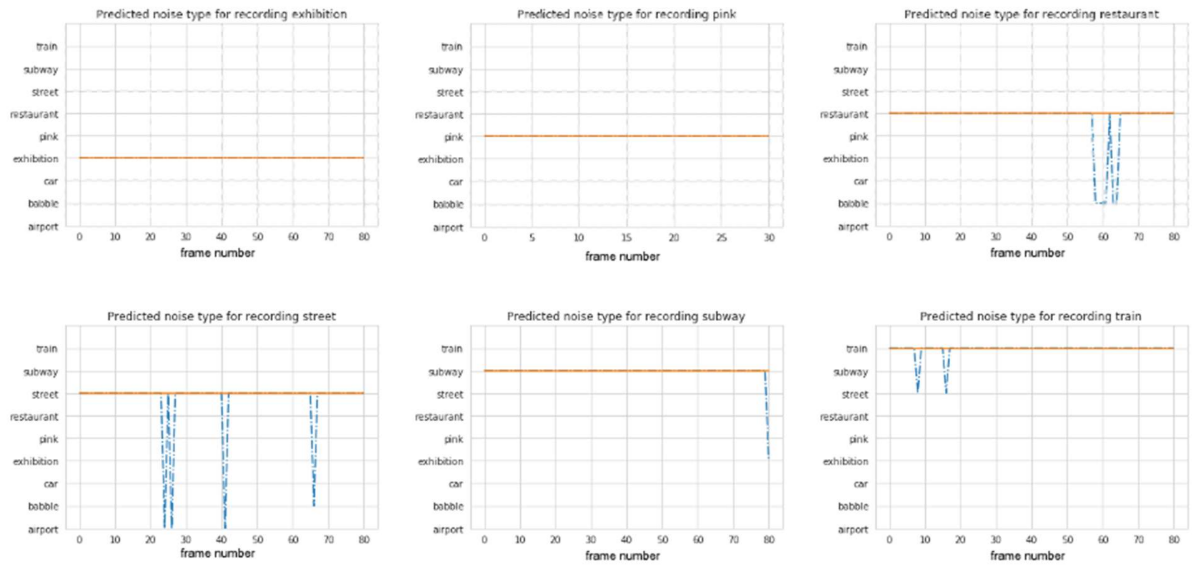 Predicted noise type for recording exhibition
train
subway
street
restaurant
pink
exhibition
car
babble
airport
0 10 20 30 40 50 60 70 80
frame number
Predicted noise type for recording pink
train
subway
street
restaurant
pink
exhibition
car
babble
airport
0 5 10 15 20 25 30
frame number
Predicted noise type for recording restaurant
train
subway
street
restaurant
pink
exhibition
car
babble
airport
0 10 20 30 40 50 60 70 80
frame number
Predicted noise type for recording street
train
subway
street
restaurant
pink
exhibition
car
babble
airport
0 10 20 30 40 50 60 70 80
frame number
Predicted noise type for recording subway
train
subway
street
restaurant
pink
exhibition
car
babble
airport
0 10 20 30 40 50 60 70 80
frame number
Predicted noise type for recording train
train
subway
street
restaurant
pink
exhibition
car
babble
airport
0 10 20 30 40 50 60 70 80
frame number